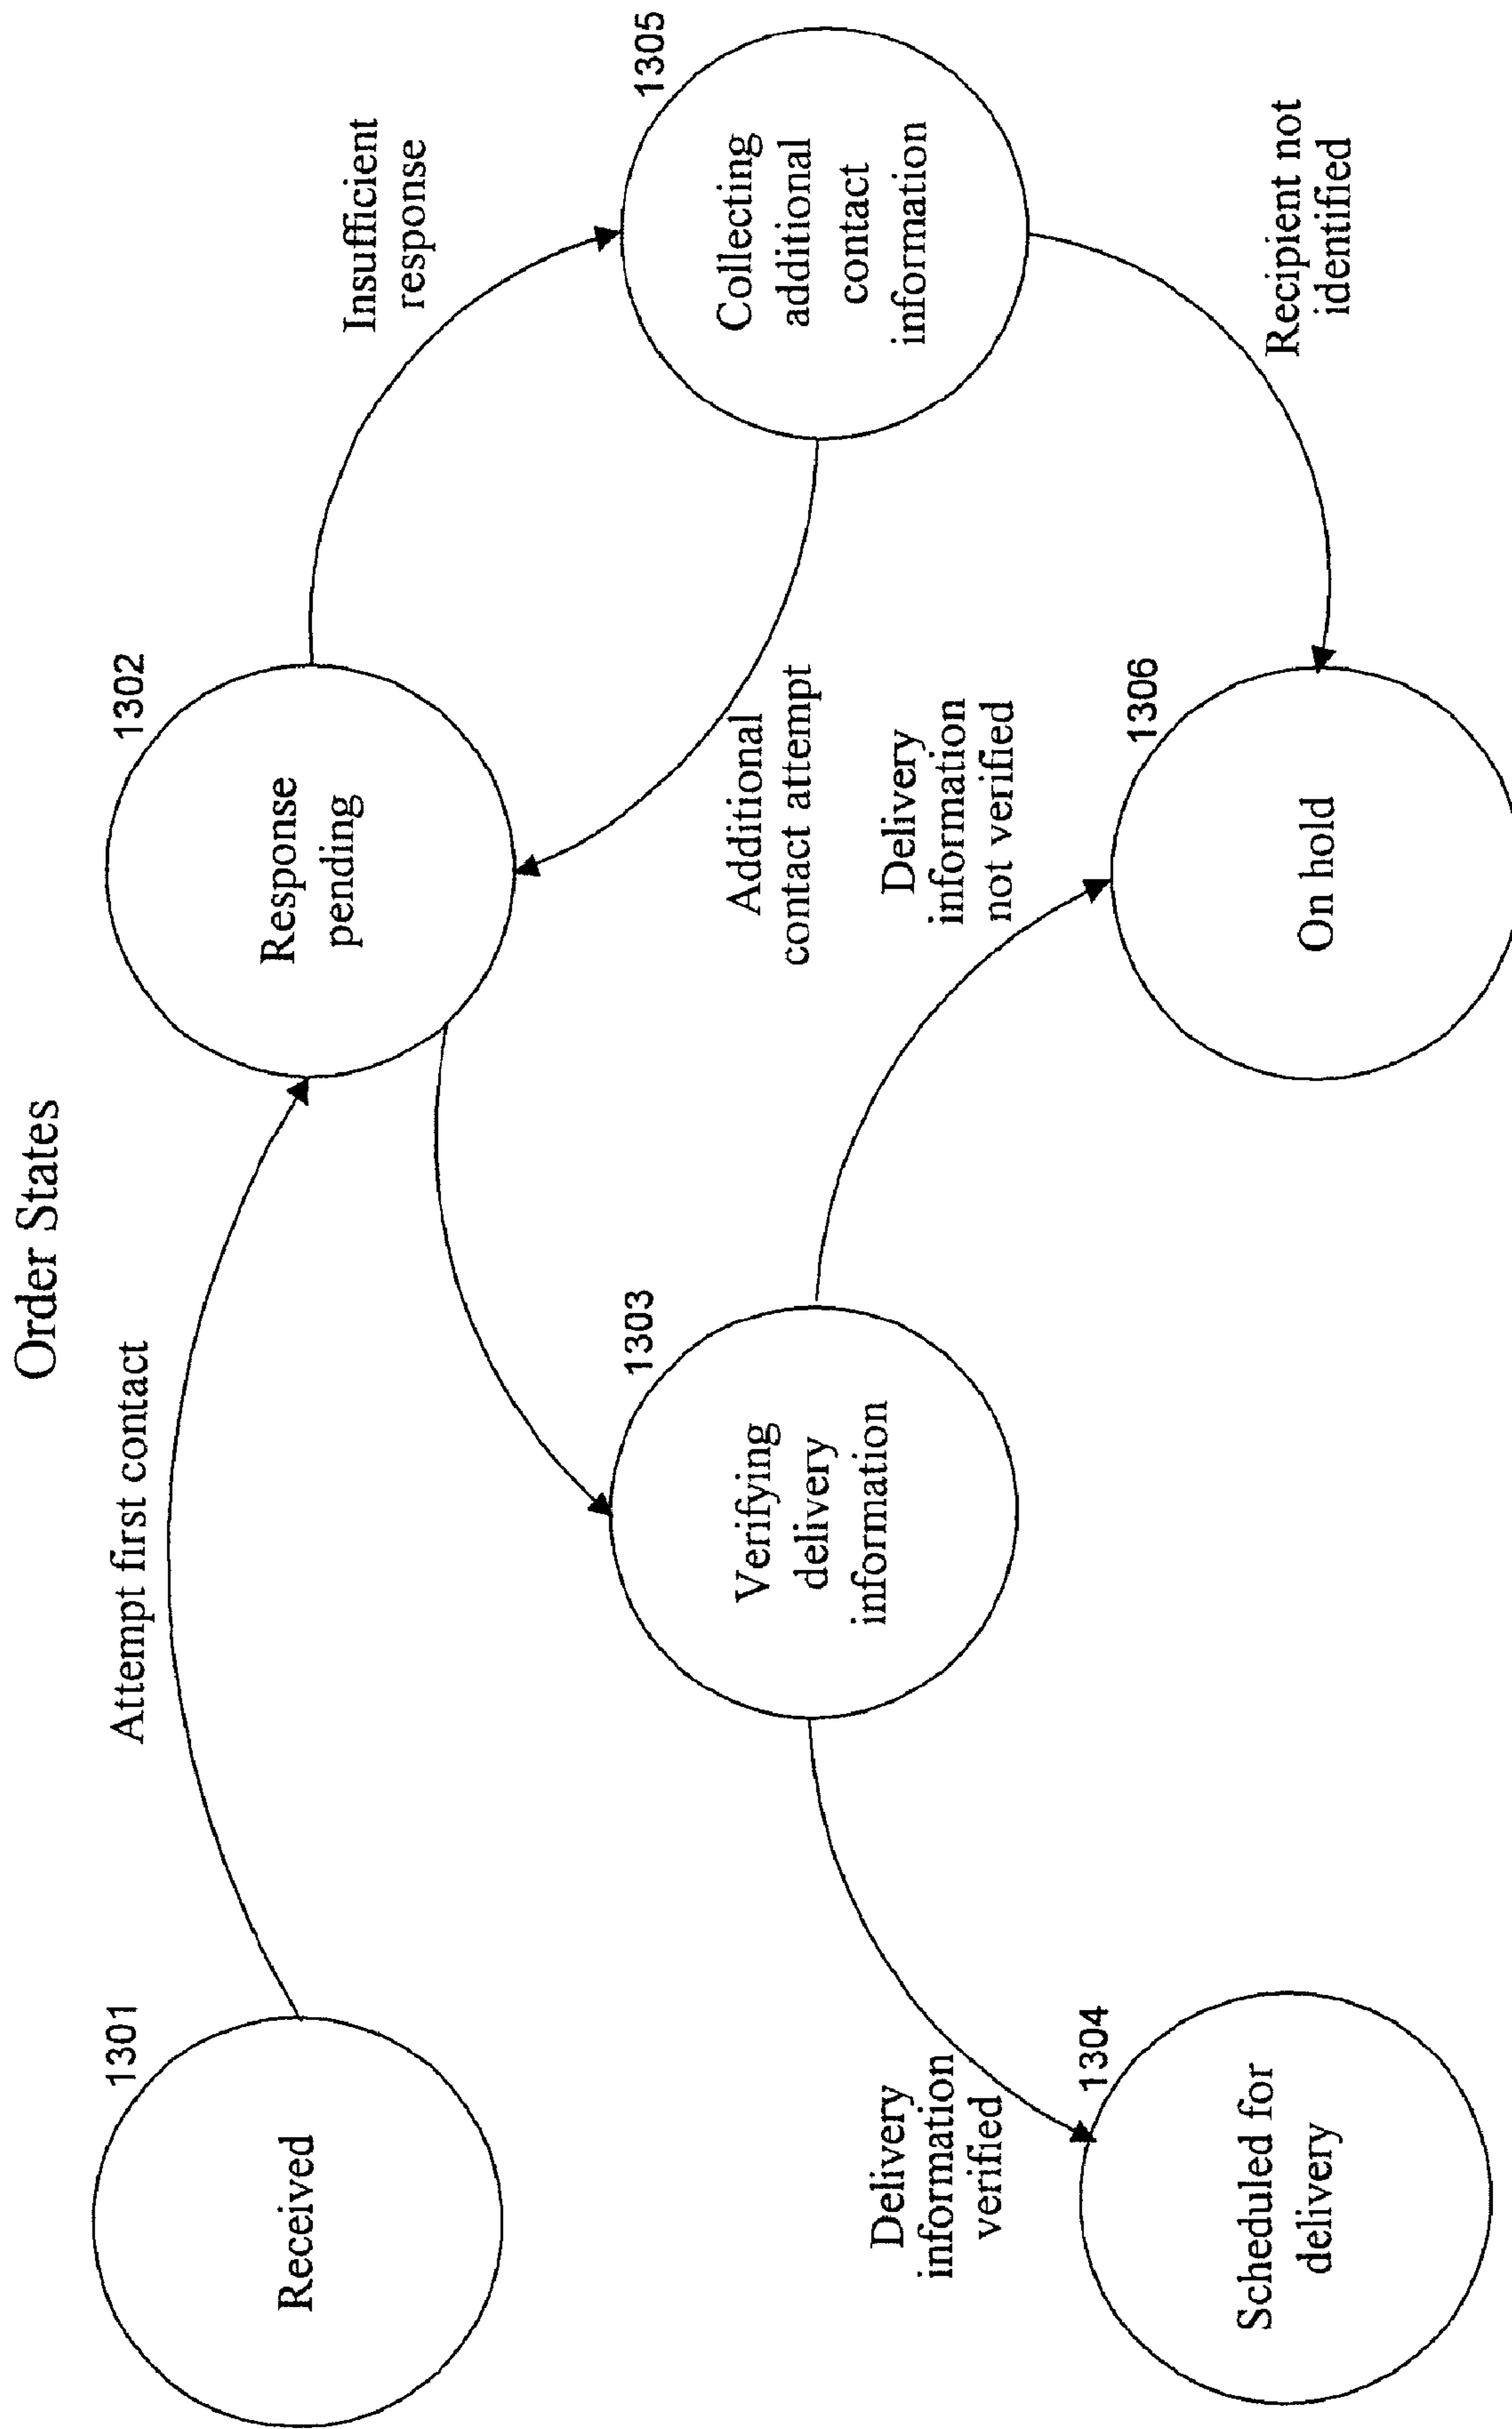 Order States
1301
Received
Attempt first contact
1302
Response
pending
Insufficient
response
1305
Collecting
additional
contact
information
Additional
contact attempt
1303
Verifying
delivery
information
Delivery
information
verified
1304
Scheduled for
delivery
Delivery
information
not verified
1306
On hold
Recipient not
identified